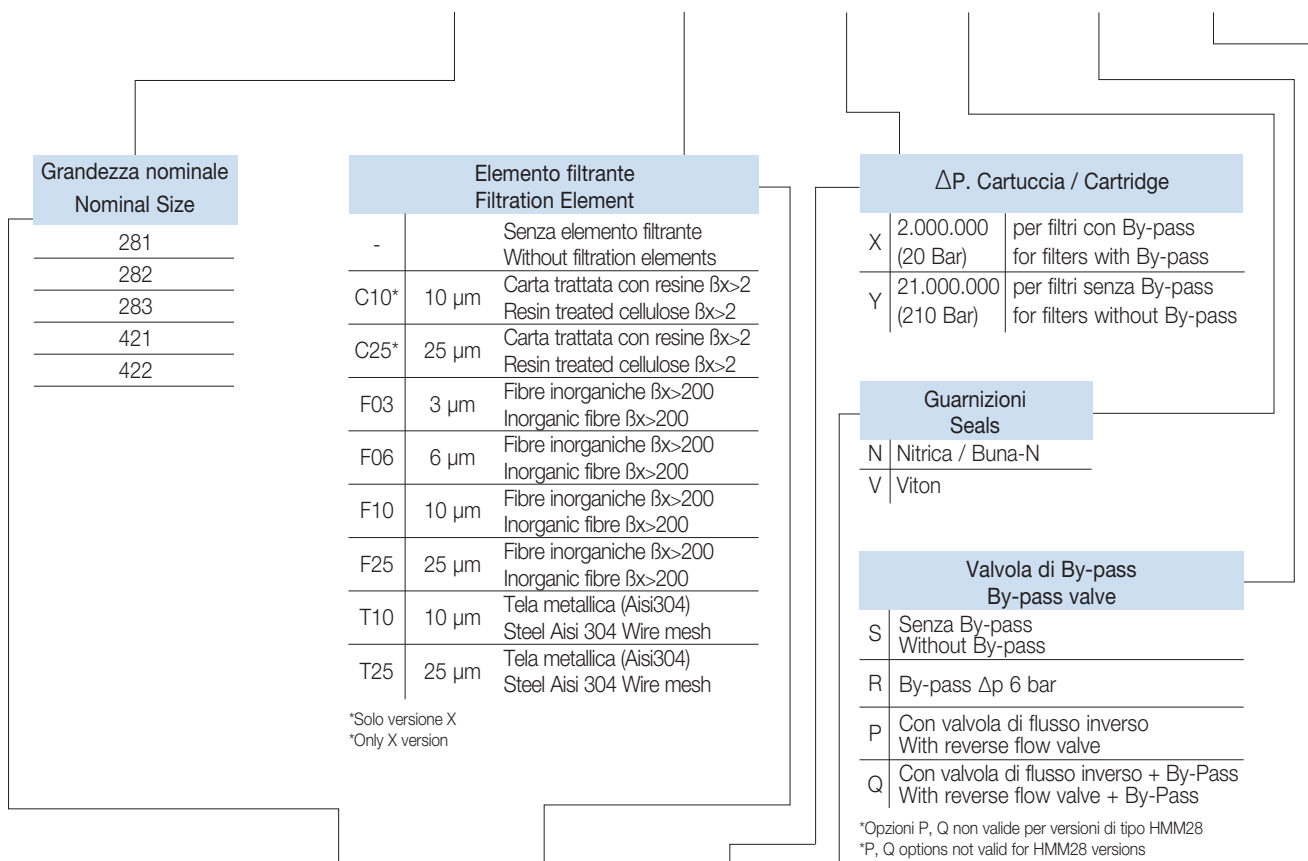 Grandezza nominale
Nominal Size
281
282
283
421
422
Elemento filtrante
Filtration Element
- Senza elemento filtrante
Without filtration elements
C10* 10 µm Carta trattata con resine ßx>2
Resin treated cellulose ßx>2
C25* 25 µm Carta trattata con resine ßx>2
Resin treated cellulose ßx>2
F03 3 µm Fibre inorganiche ßx>200
Inorganic fibre ßx>200
F06 6 µm Fibre inorganiche ßx>200
Inorganic fibre ßx>200
F10 10 µm Fibre inorganiche ßx>200
Inorganic fibre ßx>200
F25 25 µm Fibre inorganiche ßx>200
Inorganic fibre ßx>200
T10 10 µm Tela metallica (Aisi304)
Steel Aisi 304 Wire mesh
T25 25 µm Tela metallica (Aisi304)
Steel Aisi 304 Wire mesh
*Solo versione X
*Only X version
ΔP. Cartuccia / Cartridge
X 2.000.000 per filtri con By-pass
(20 Bar) for filters with By-pass
Y 21.000.000 per filtri senza By-pass
(210 Bar) for filters without By-pass
Guarnizioni
Seals
N Nitrica / Buna-N
V Viton
Valvola di By-pass
By-pass valve
S Senza By-pass
Without By-pass
R By-pass Δp 6 bar
P Con valvola di flusso inverso
With reverse flow valve
Q Con valvola di flusso inverso + By-Pass
With reverse flow valve + By-Pass
*Opzioni P, Q non valide per versioni di tipo HMM28
*P, Q options not valid for HMM28 versions